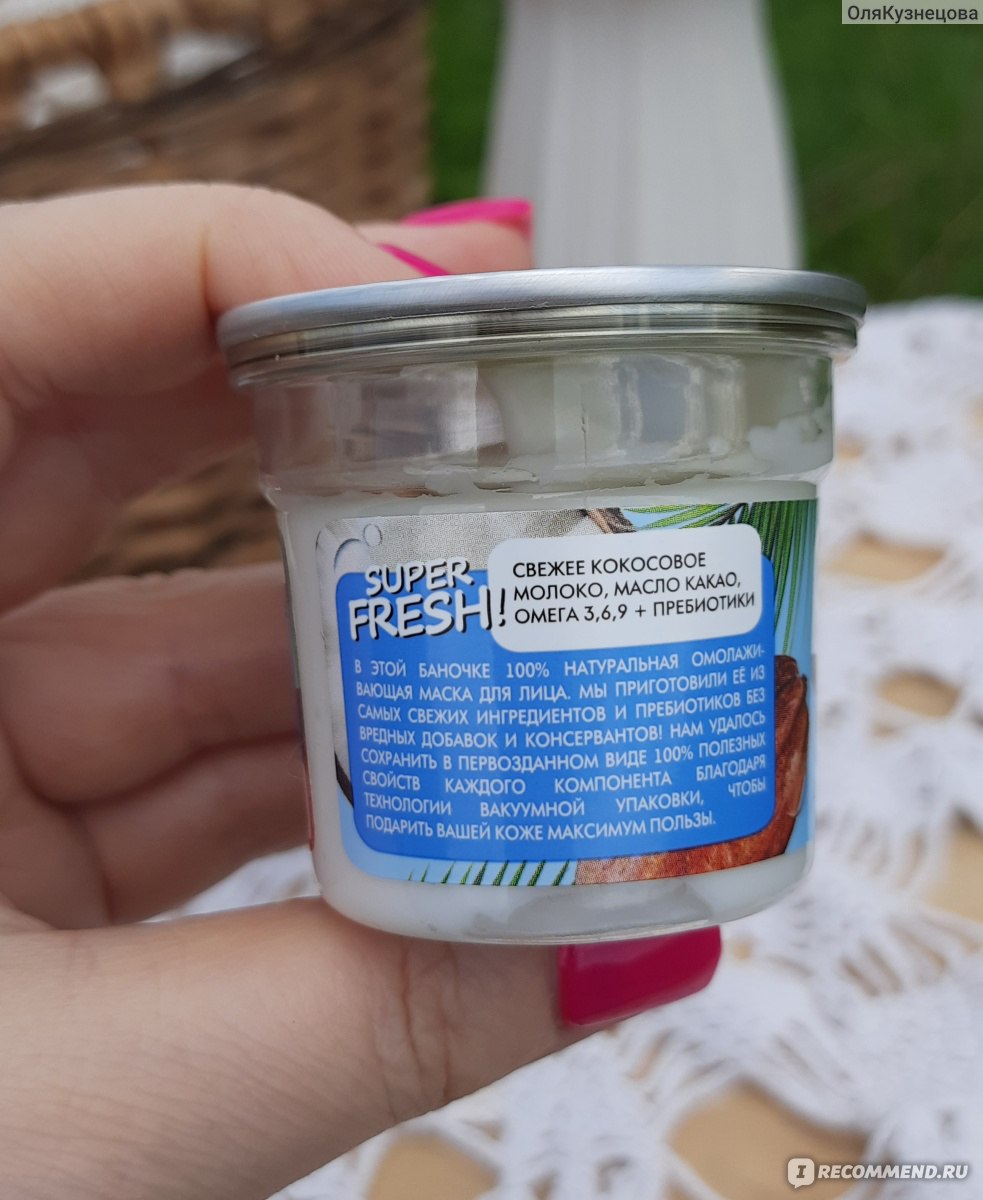 ОляКузнецова
SUPER
FRESH!
СВЕЖЕЕ КОКОСОВОЕ
МОЛОКО, МАСЛО КАКАО,
ОМЕГА 3,6,9 + ПРЕБИОТИКИ
В ЭТОЙ БАНОЧКЕ 100% НАТУРАЛЬНАЯ ОМОЛАЖИ-
ВАЮЩАЯ МАСКА ДЛЯ ЛИЦА. МЫ ПРИГОТОВИЛИ ЕЁ ИЗ
САМЫХ СВЕЖИХ ИНГРЕДИЕНТОВ И ПРЕБИОТИКОВ БЕЗ
ВРЕДНЫХ ДОБАВОК И КОНСЕРВАНТОВ! НАМ УДАЛОСЬ
СОХРАНИТЬ В ПЕРВОЗДАННОМ ВИДЕ 100% ПОЛЕЗНЫХ
СВОЙСТВ КАЖДОГО КОМПОНЕНТА БЛАГОДАРЯ
ТЕХНОЛОГИИ ВАКУУМНОЙ УПАКОВКИ, ЧТОБЫ
ПОДАРИТЬ ВАШЕЙ КОЖЕ МАКСИМУМ ПОЛЬЗЫ.
I RECOMMEND.RU